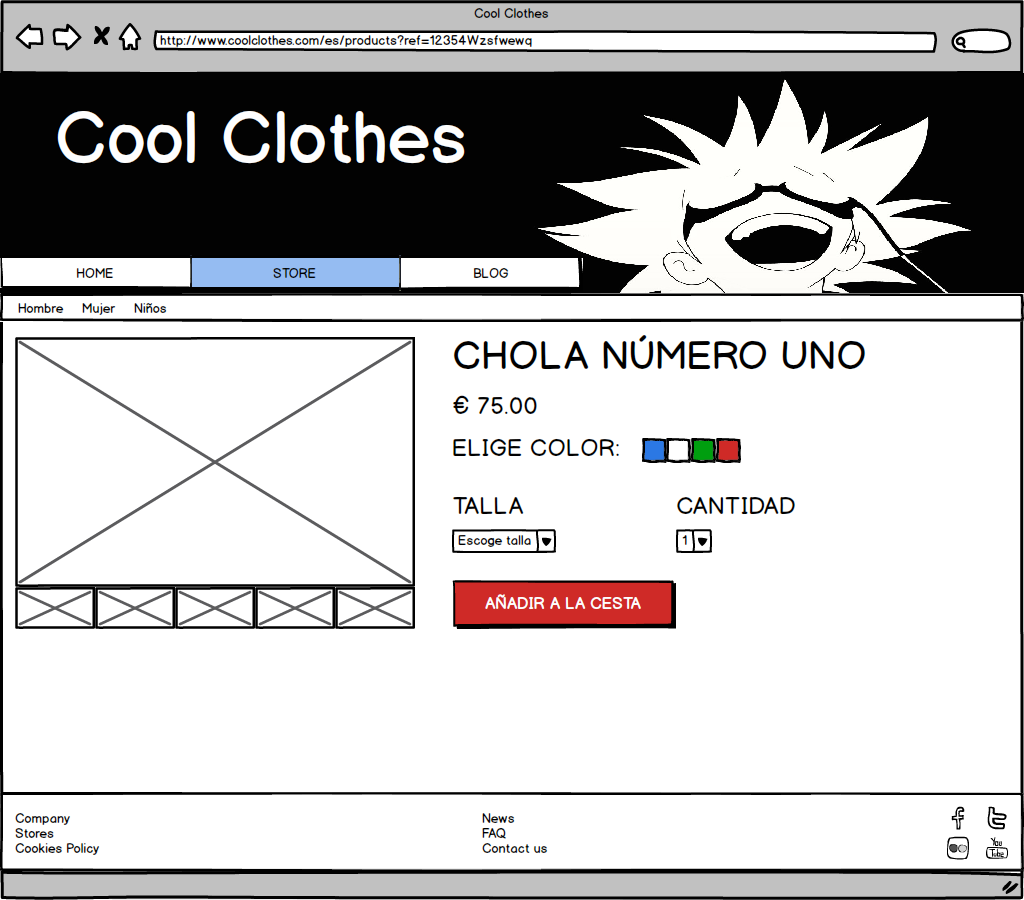 Cool Clothes
http://www.coolclothes.com/es/products?ref=12354Wzsfwewq
Cool Clothes
HOME STORE BLOG
Hombre Mujer Niños
CHOLA NÚMERO UNO
€ 75.00
ELIGE COLOR:
TALLA CANTIDAD
Escoge talla 1
AÑADIR A LA CESTA
Company
Stores
Cookies Policy
News
FAQ
Contact us
You
Tube